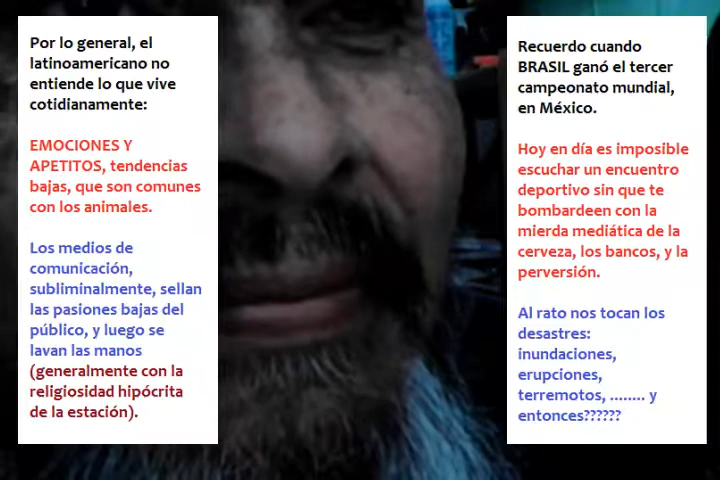 Por lo general, el
latinoamericano no
entiende lo que vive
cotidianamente:
EMOCIONES Y
APETITOS, tendencias
bajas, que son comunes
con los animales.
Los medios de
comunicación,
subliminalmente, sellan
las pasiones bajas del
público, y luego se
lavan las manos
(generalmente con la
religiosidad hipócrita
de la estación).
Recuerdo cuando
BRASIL ganó el tercer
campeonato mundial,
en México.
Hoy en día es imposible
escuchar un encuentro
deportivo sin que te
bombardeen con la
mierda mediática de la
cerveza, los bancos, y la
perversión.
Al rato nos tocan los
desastres:
inundaciones,
erupciones,
terremotos, ........ y
entonces??????